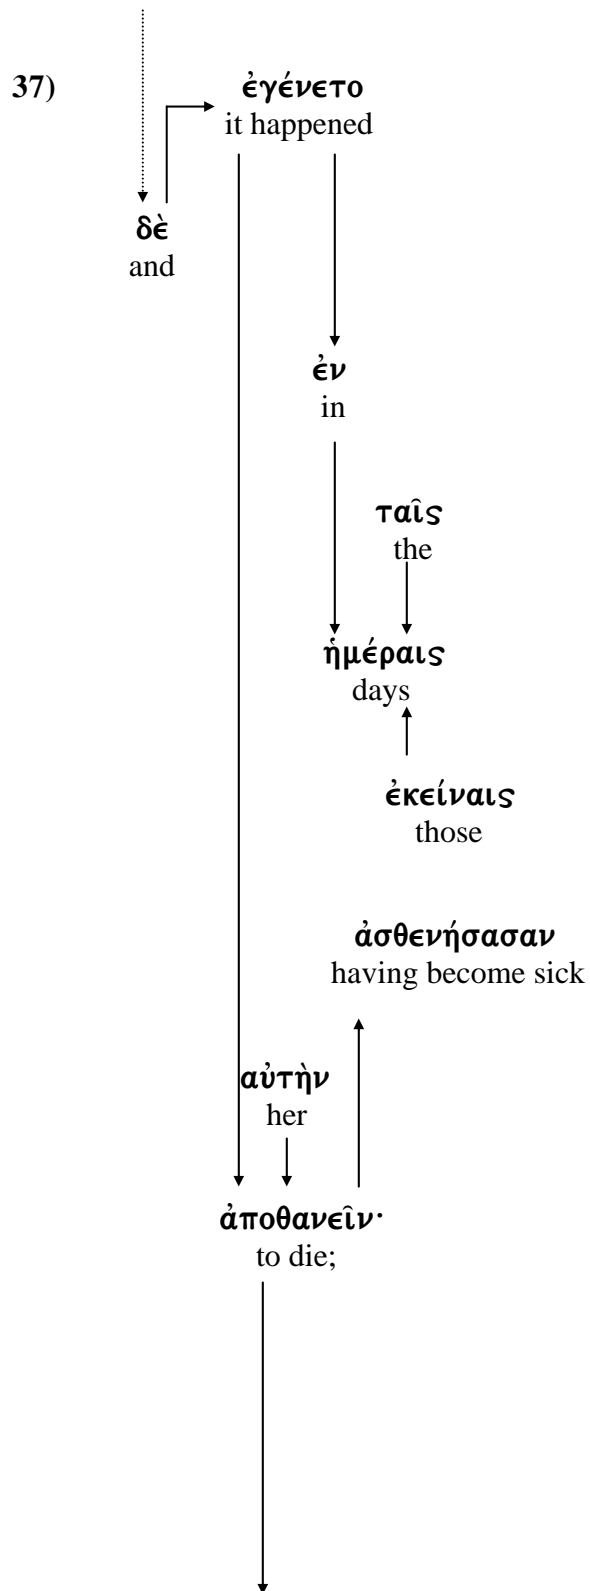 37)
ἐγένετο
it happened
δὲ
and
ἐν
in
ταῖς
the
ἡμέραις
days
ἐκείναις
those
ἀσθενήσασαν
having become sick
αὐτὴν
her
ἀποθανεῖν·
to die;